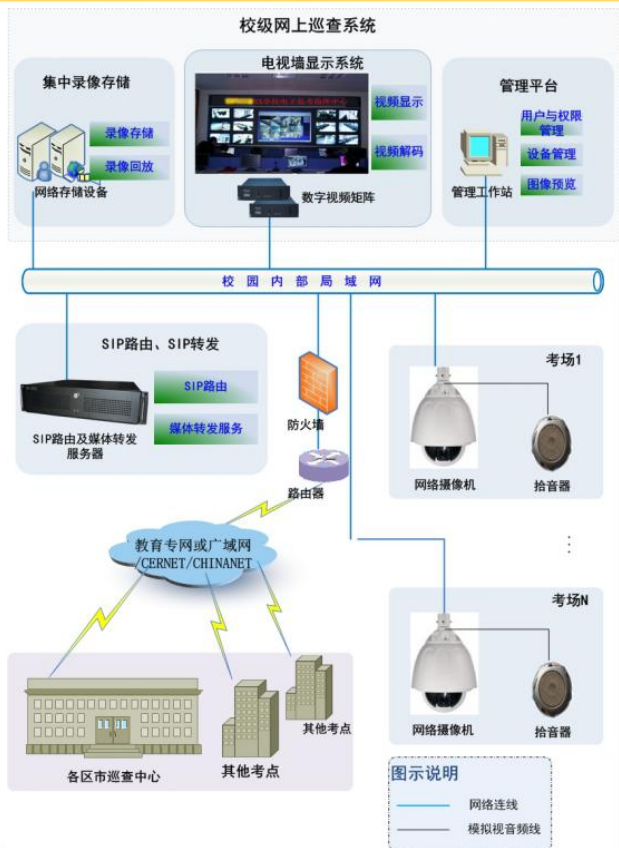 校级网上巡查系统
集中录像存储
录像存储
录像回放
网络存储设备
电视墙显示系统
视频显示
视频解码
数字视频矩阵
管理平台
用户与权限
管理
设备管理
图像预览
管理工作站
校园内部局域网
SIP路由、SIP转发
SIP路由
媒体转发服务
SIP路由及媒体转发
服务器
防火墙
路由器
考场1
网络摄像机
拾音器
教育专网或广域网
/CERNET/CHINANET
考场N
网络摄像机
拾音器
各区市巡查中心
其他考点
其他考点
图示说明
网络连线
模拟视音频线